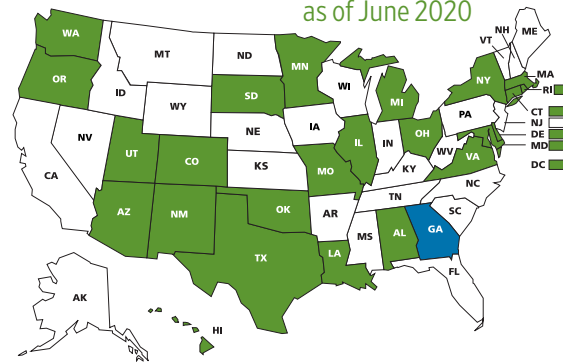 as of June 2020
WA
MT
ND
MN
VT
NH
ME
OR
ID
WY
SD
WI
MI
NY
MA
RI
CT
NJ
DE
MD
DC
NV
UT
CO
NE
IA
IL
IN
OH
PA
WV
VA
CA
KS
MO
KY
NC
AZ
NM
OK
AR
TN
SC
TX
LA
MS
AL
GA
FL
AK
HI